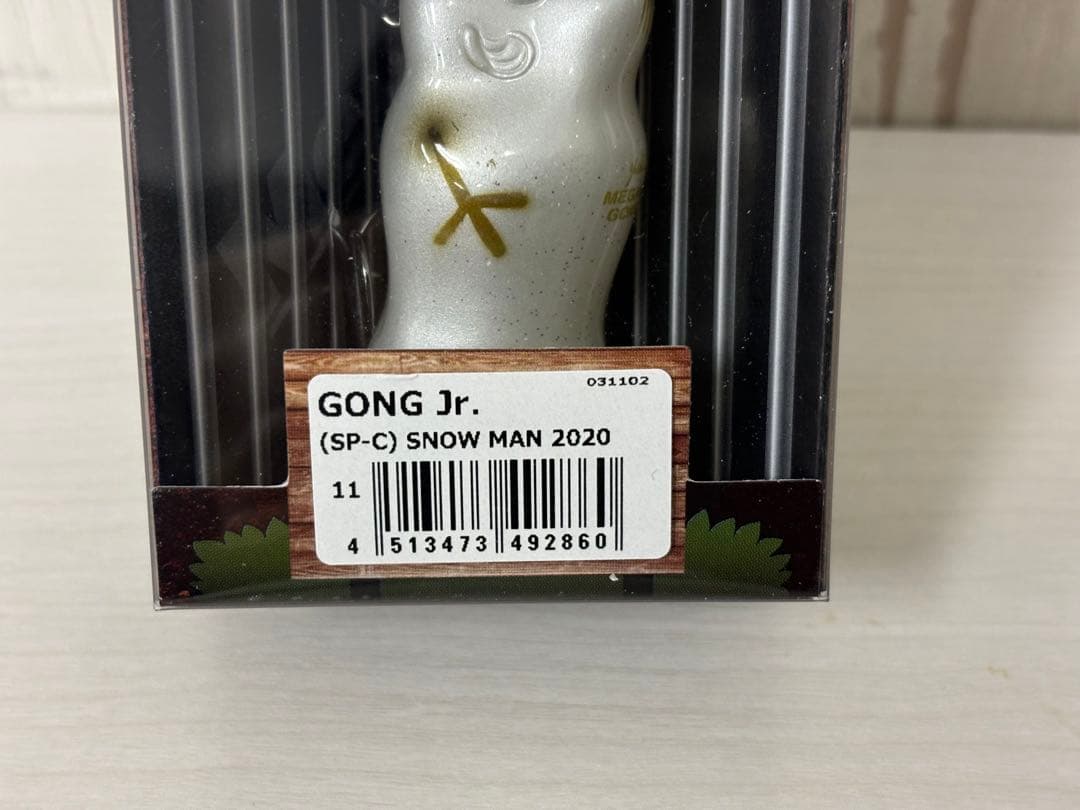 031102
GONG Jr.
(SP-C) SNOW MAN 2020
11
4 513473 492860